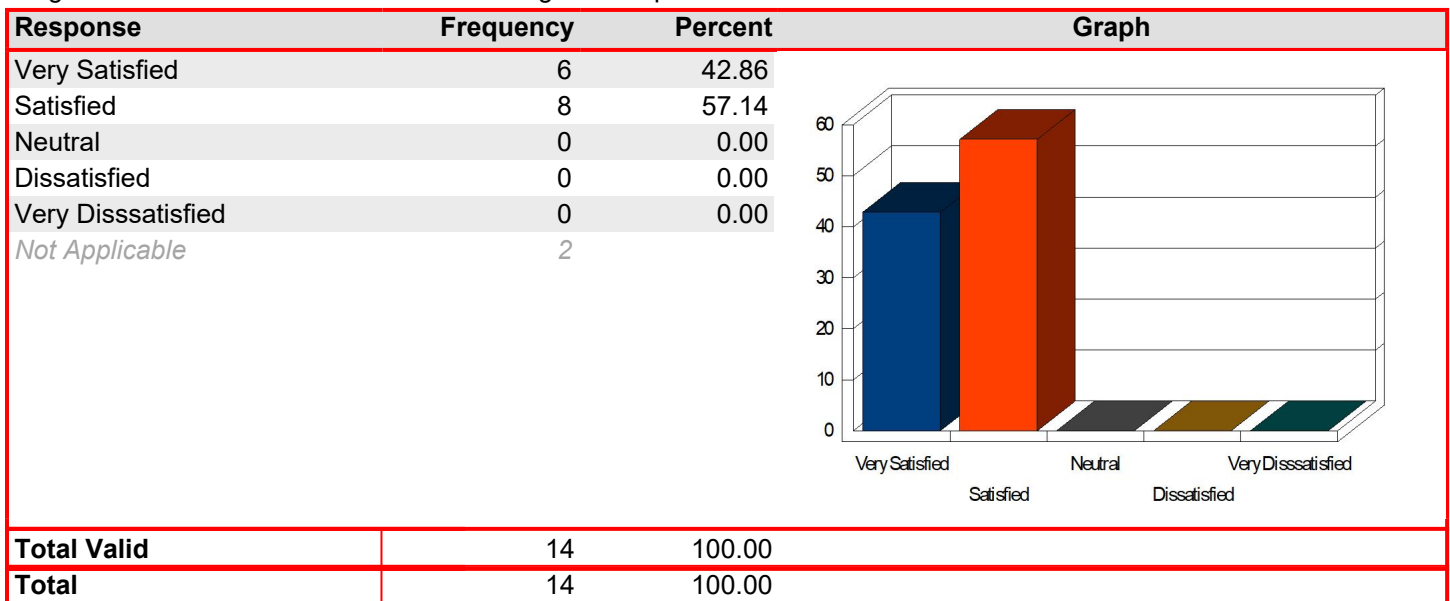 Response Frequency Percent Graph
Very Satisfied 6 42.86
Satisfied 8 57.14
Neutral 0 0.00
Dissatisfied 0 0.00
Very Disssatisfied 0 0.00
Not Applicable 2
60
50
40
30
20
10
0
Very Satisfied Neutral Very Disssatisfied
Satisfied Dissatisfied
Total Valid 14 100.00
Total 14 100.00